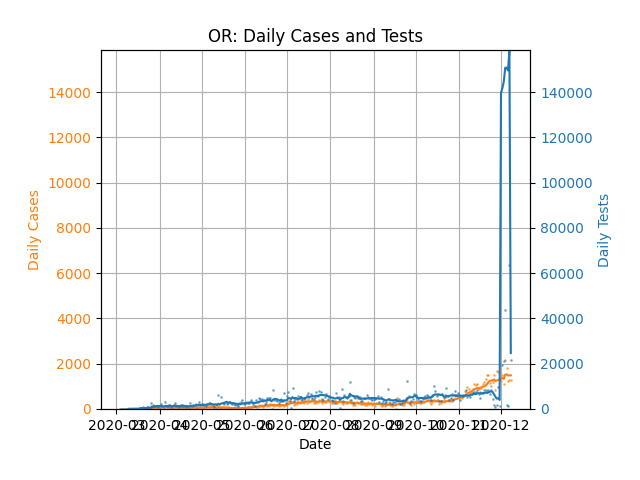 OR: Daily Cases and Tests
14000 140000
12000 120000
10000 100000
8000 80000
6000 60000
4000 40000
2000 20000
0 0
Daily Cases
Daily Tests
2020-03 2020-04 2020-05 2020-06 2020-07 2020-08 2020-09 2020-10 2020-11 2020-12
Date